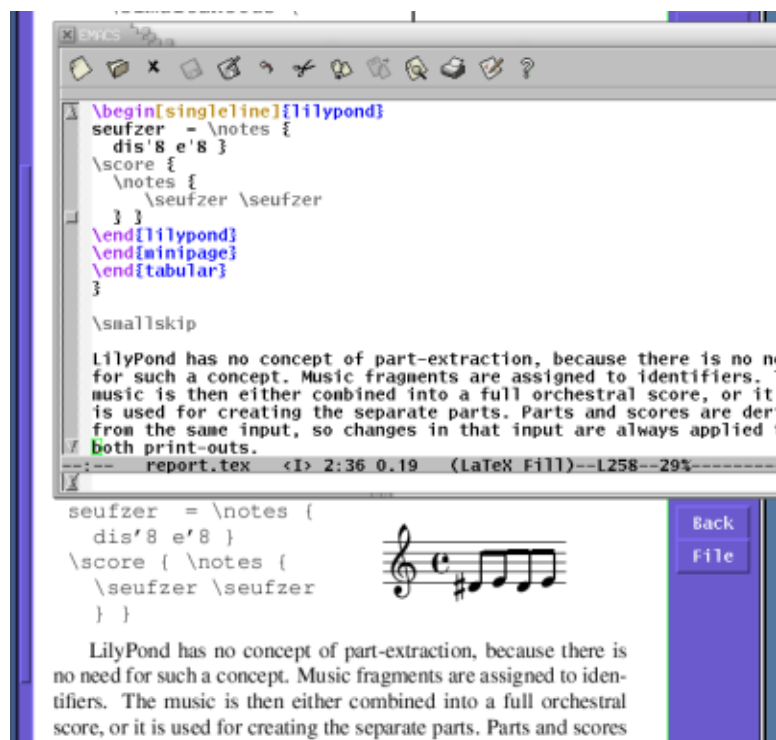 EMACS
\begin[singleline]{lilypond}
seufzer = \notes {
dis'8 e'8 }
\score {
\notes {
\seufzer \seufzer
} }
\end{lilypond}
\end{minipage}
\end{tabular}
}
\smallskip
LilyPond has no concept of part-extraction, because there is no
for such a concept. Music fragments are assigned to identifiers.
music is then either combined into a full orchestral score, or it
is used for creating the separate parts. Parts and scores are
from the same input, so changes in that input are always applied
both print-outs.
--:-- report.tex <I> 2:36 0.19 (LaTeX Fill)--L258--29%--------
seufzer = \notes {
dis'8 e'8 }
\score { \notes {
\seufzer \seufzer
} }
Back
File
LilyPond has no concept of part-extraction, because there is
no need for such a concept. Music fragments are assigned to iden-
tifiers. The music is then either combined into a full orchestral
score, or it is used for creating the separate parts. Parts and scores